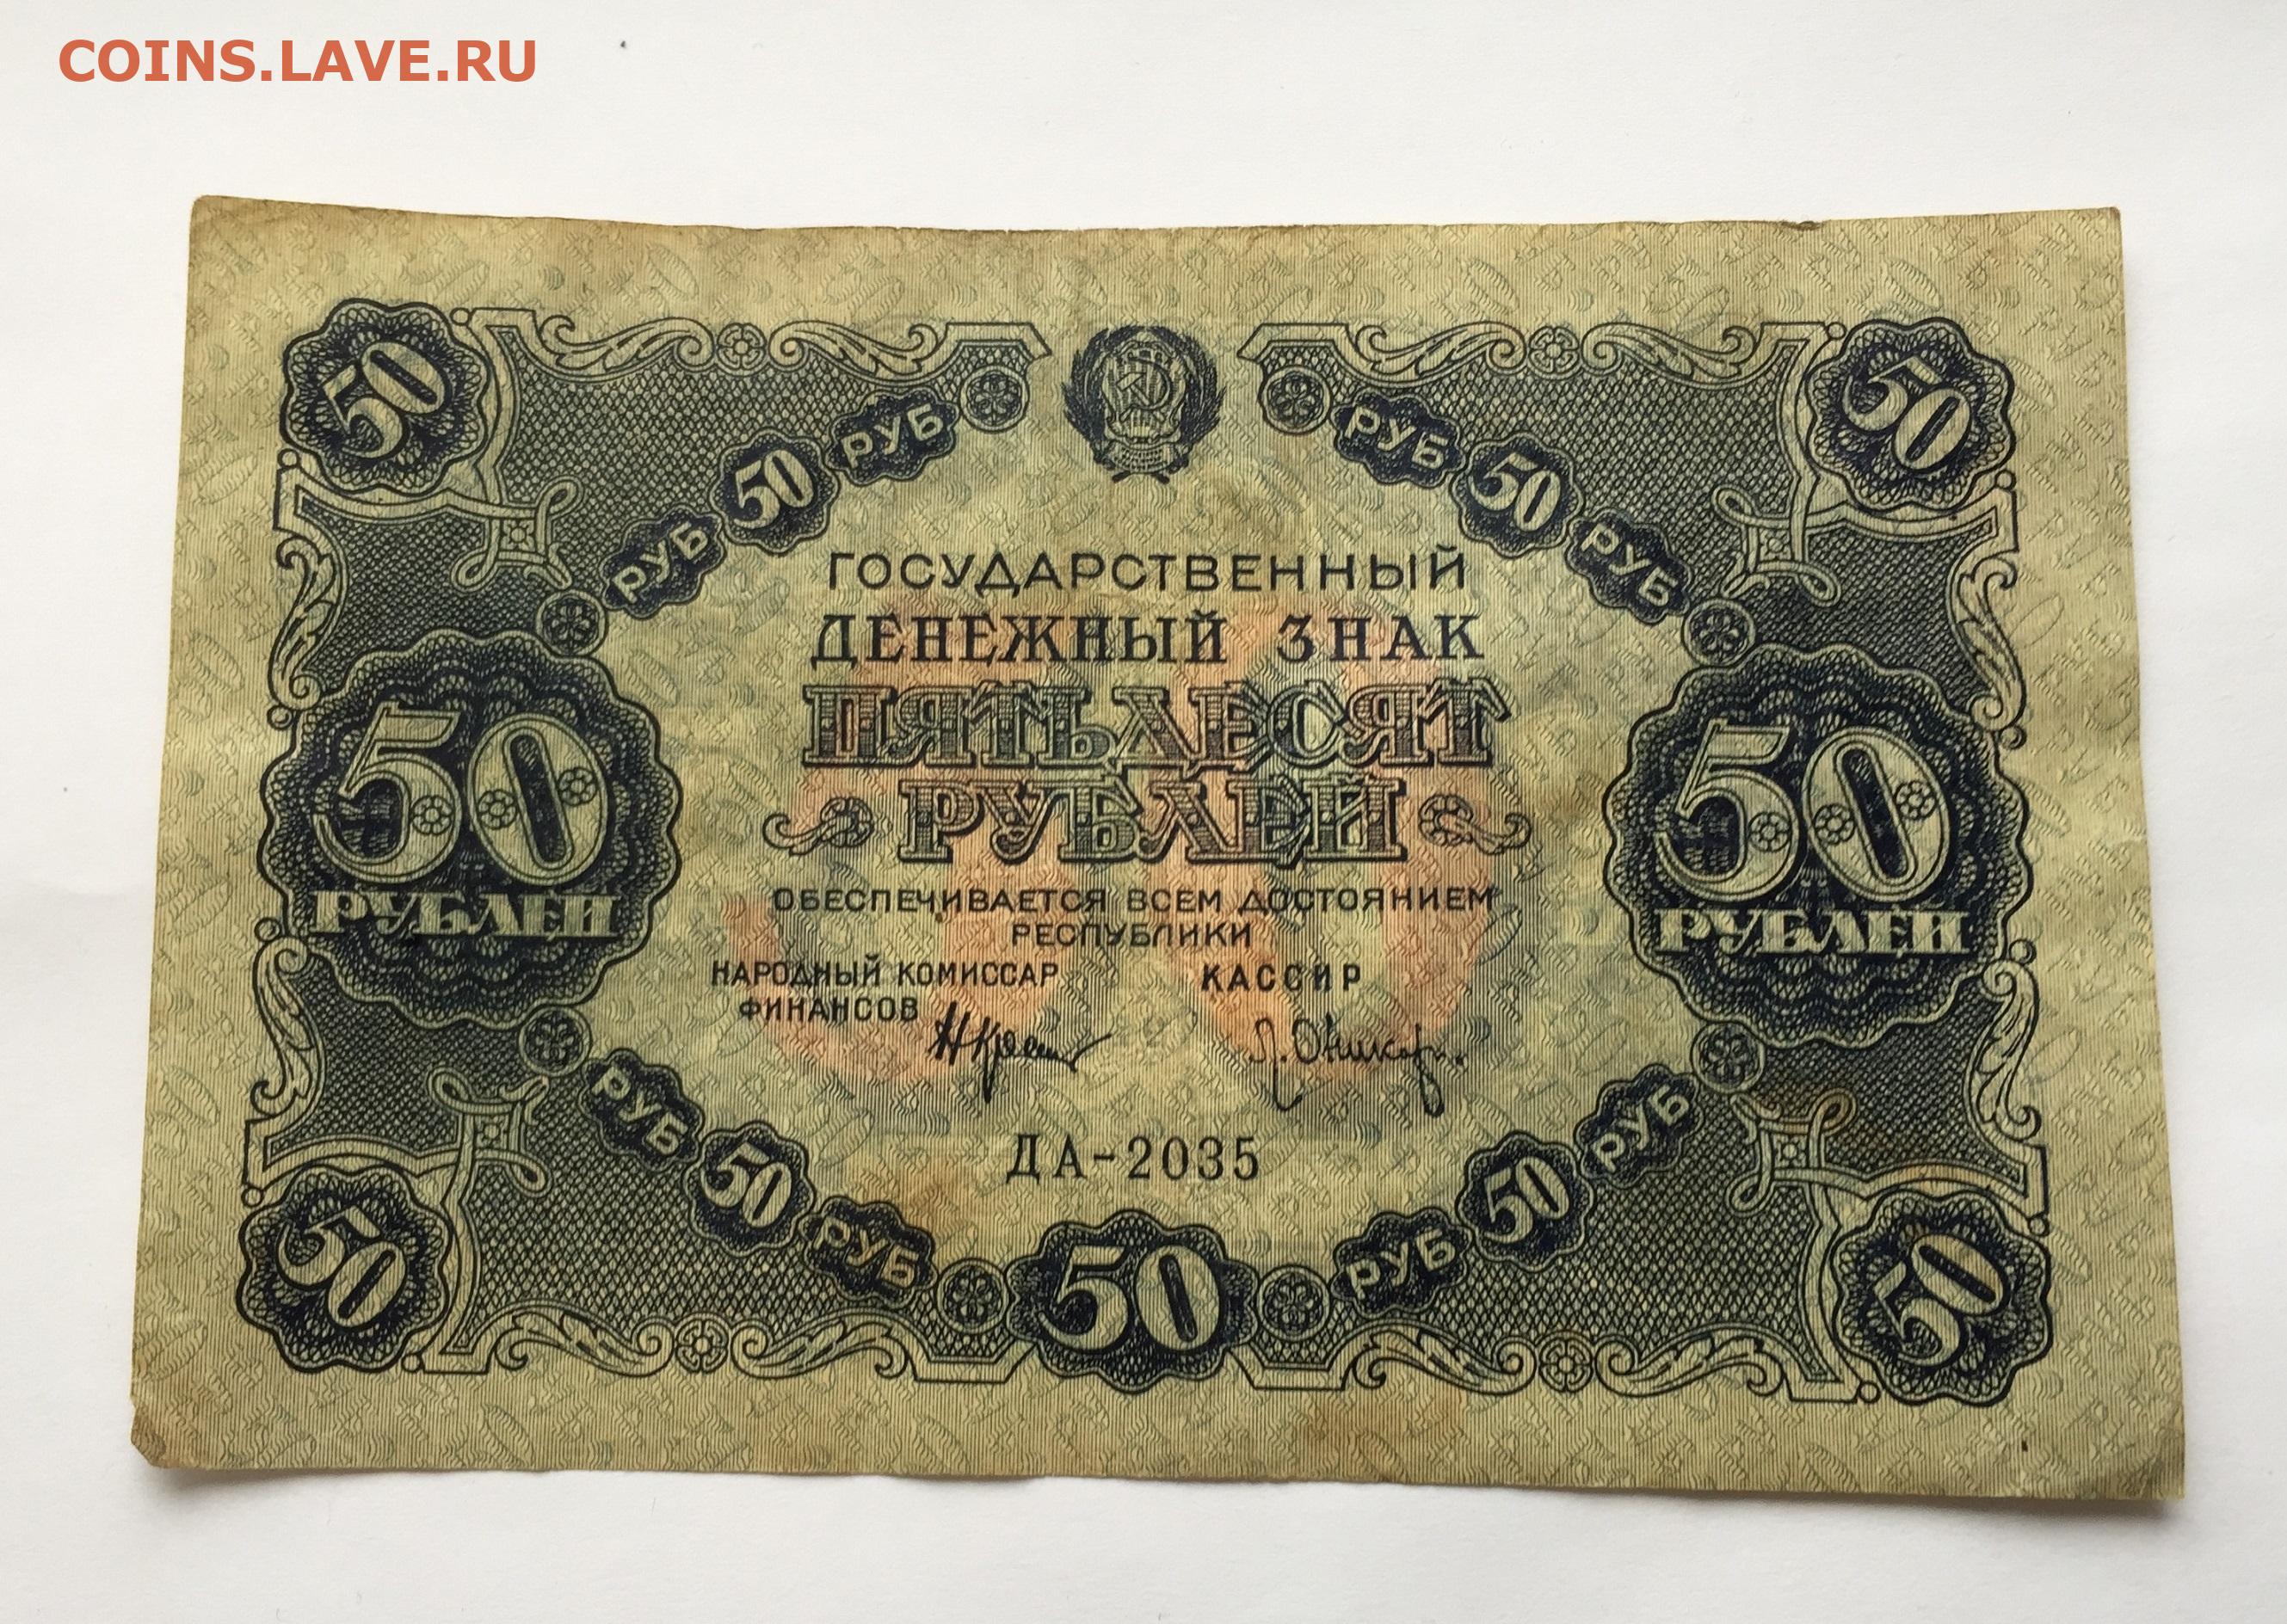 COINS.LAVE.RU
50 50
РУБ 50 РУБ РУБ 50 РУБ
ГОСУДАРСТВЕННЫЙ
ДЕНЕЖНЫЙ ЗНАК
ПЯТЬДЕСЯТ
РУБЛЕЙ
50 50
РУБЛЕЙ РУБЛЕЙ
ОБЕСПЕЧИВАЕТСЯ ВСЕМ ДОСТОЯНИЕМ
РЕСПУБЛИКИ
НАРОДНЫЙ КОМИССАР КАССИР
ФИНАНСОВ
ДА-2035
РУБ 50 РУБ 50 РУБ 50 РУБ
50 50